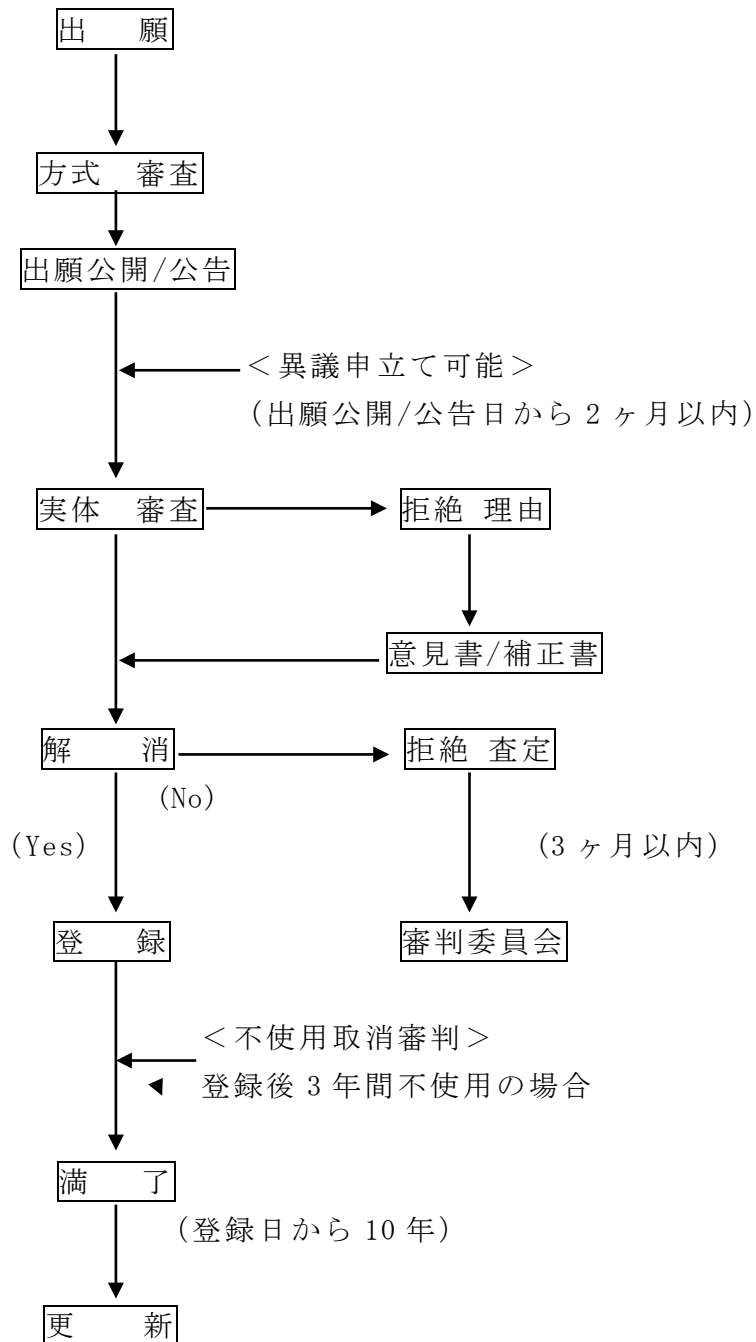 出　　願
方式　審査
出願公開/公告
＜異議申立て可能＞
(出願公開/公告日から2ヶ月以内)
実体　審査
拒絶 理由
意見書/補正書
解　　消
拒絶 査定
(No)
(Yes)
(3ヶ月以内)
登　　録
審判委員会
＜不使用取消審判＞
登録後3年間不使用の場合
満　　了
(登録日から10年)
更　　新